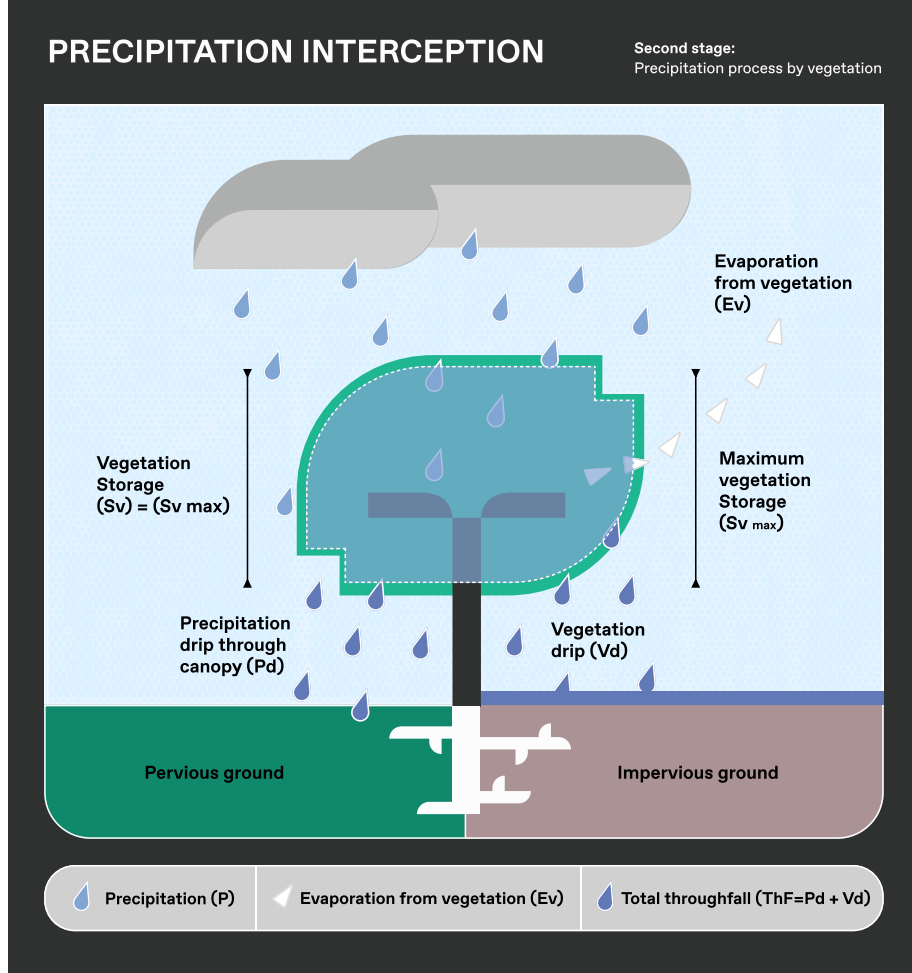 PRECIPITATION INTERCEPTION
Second stage:
Precipitation process by vegetation
Evaporation
from vegetation
(Ev)
Vegetation
Storage
(Sv) = (Sv max)
Maximum
vegetation
Storage
(Sv max)
Precipitation
drip through
canopy (Pd)
Vegetation
drip (Vd)
Pervious ground
Impervious ground
Precipitation (P)
Evaporation from vegetation (Ev)
Total throughfall (ThF=Pd + Vd)